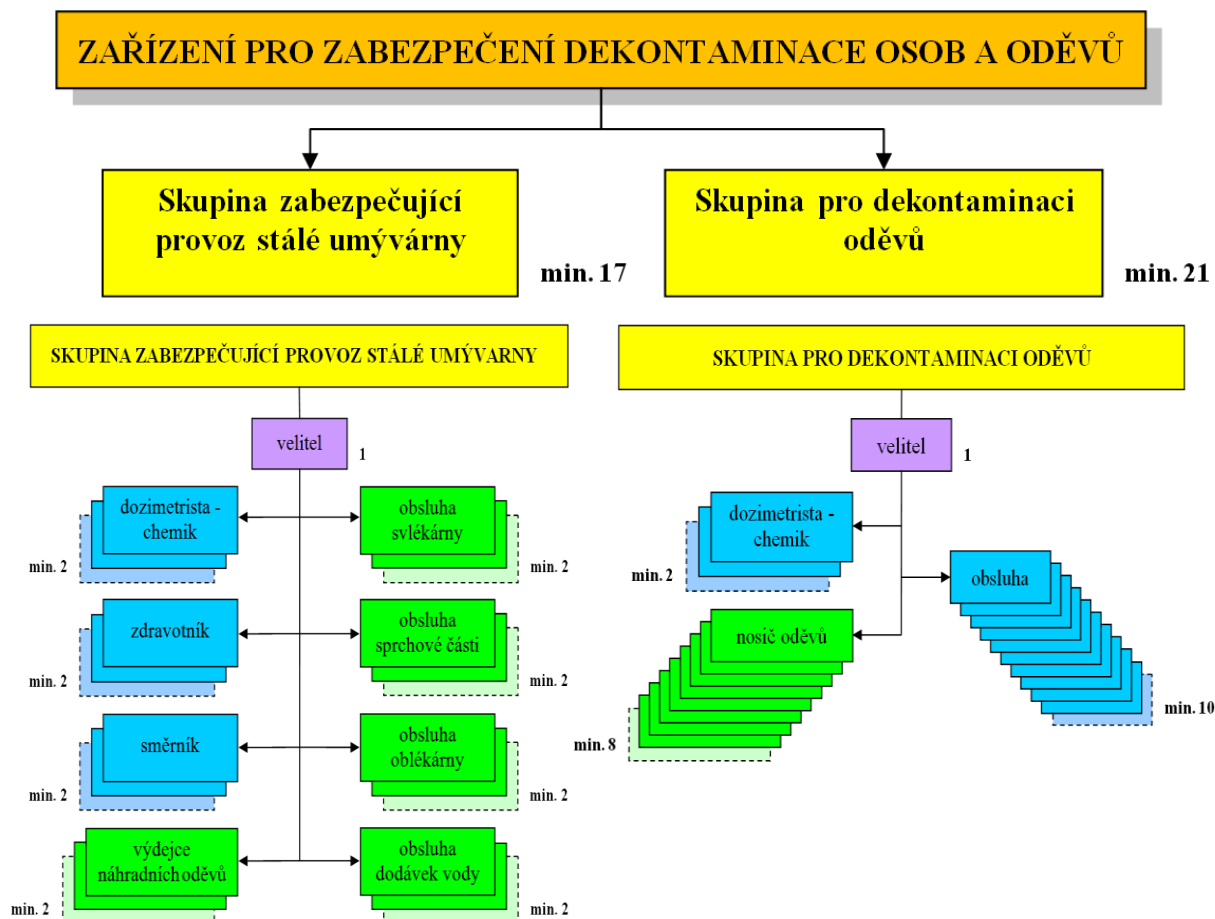 ZAŘÍZENÍ PRO ZABEZPEČENÍ DEKONTAMINACE OSOB A ODĚVŮ
Skupina zabezpečující
provoz stálé umývárny
min. 17
Skupina pro dekontaminaci
oděvů
min. 21
SKUPINA ZABEZPEČUJÍCÍ PROVOZ STÁLÉ UMÝVARNY
velitel
1
dozimetrista -
chemik
min. 2
obsluha
svlékárny
min. 2
zdravotník
min. 2
obsluha
sprchové části
min. 2
směrník
min. 2
obsluha
oblékárny
min. 2
výdejce
náhradních oděvů
min. 2
obsluha
dodávek vody
min. 2
SKUPINA PRO DEKONTAMINACI ODĚVŮ
velitel
1
dozimetrista -
chemik
min. 2
obsluha
min. 10
nosič oděvů
min. 8